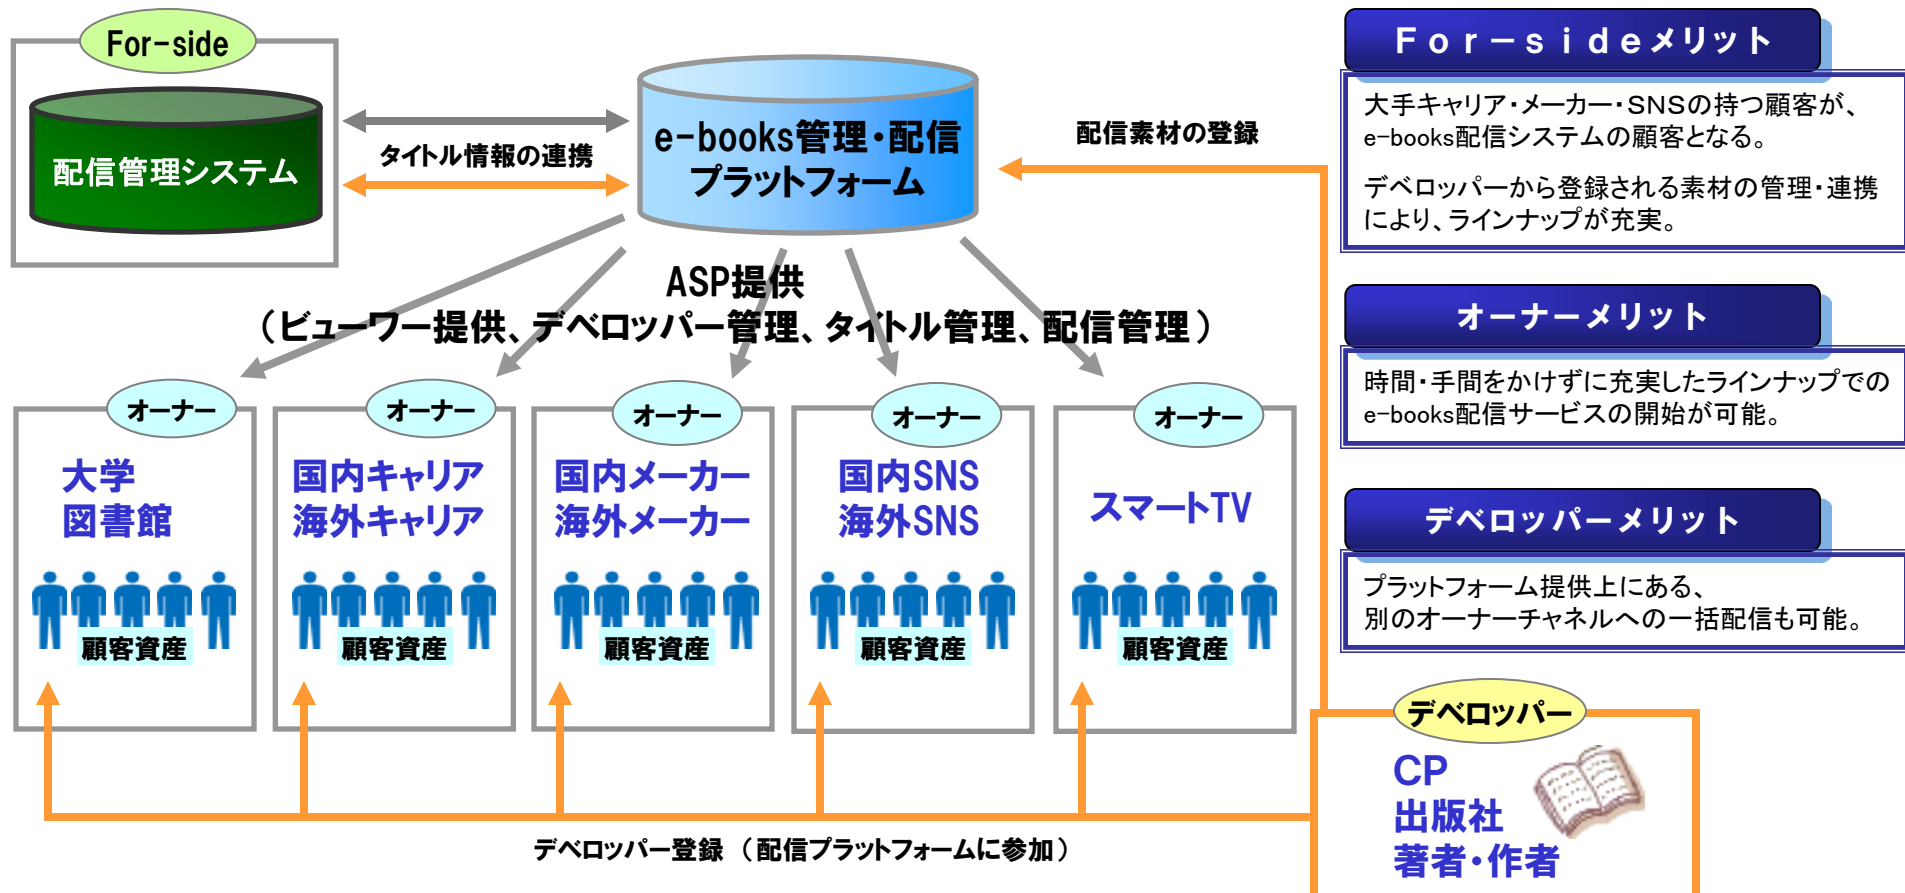 For-side
配信管理システム
タイトル情報の連携
e-books管理・配信
プラットフォーム
配信素材の登録
ASP提供
（ビューワー提供、デベロッパー管理、タイトル管理、配信管理）
オーナー
大学
図書館
顧客資産
オーナー
国内キャリア
海外キャリア
顧客資産
オーナー
国内メーカー
海外メーカー
顧客資産
オーナー
国内SNS
海外SNS
顧客資産
オーナー
スマートTV
顧客資産
デベロッパー登録（配信プラットフォームに参加）
Ｆｏｒ－ｓｉｄｅメリット
大手キャリア・メーカー・SNSの持つ顧客が、
e-books配信システムの顧客となる。
デベロッパーから登録される素材の管理・連携
により、ラインナップが充実。
オーナーメリット
時間・手間をかけずに充実したラインナップでの
e-books配信サービスの開始が可能。
デベロッパーメリット
プラットフォーム提供上にある、
別のオーナーチャネルへの一括配信も可能。
デベロッパー
CP
出版社
著者・作者